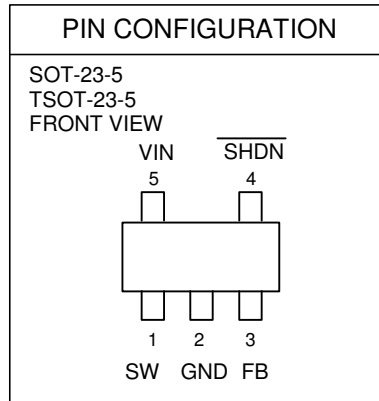 PIN CONFIGURATION
SOT-23-5
TSOT-23-5
FRONT VIEW
VIN SHDN
5 4
1 2 3
SW GND FB